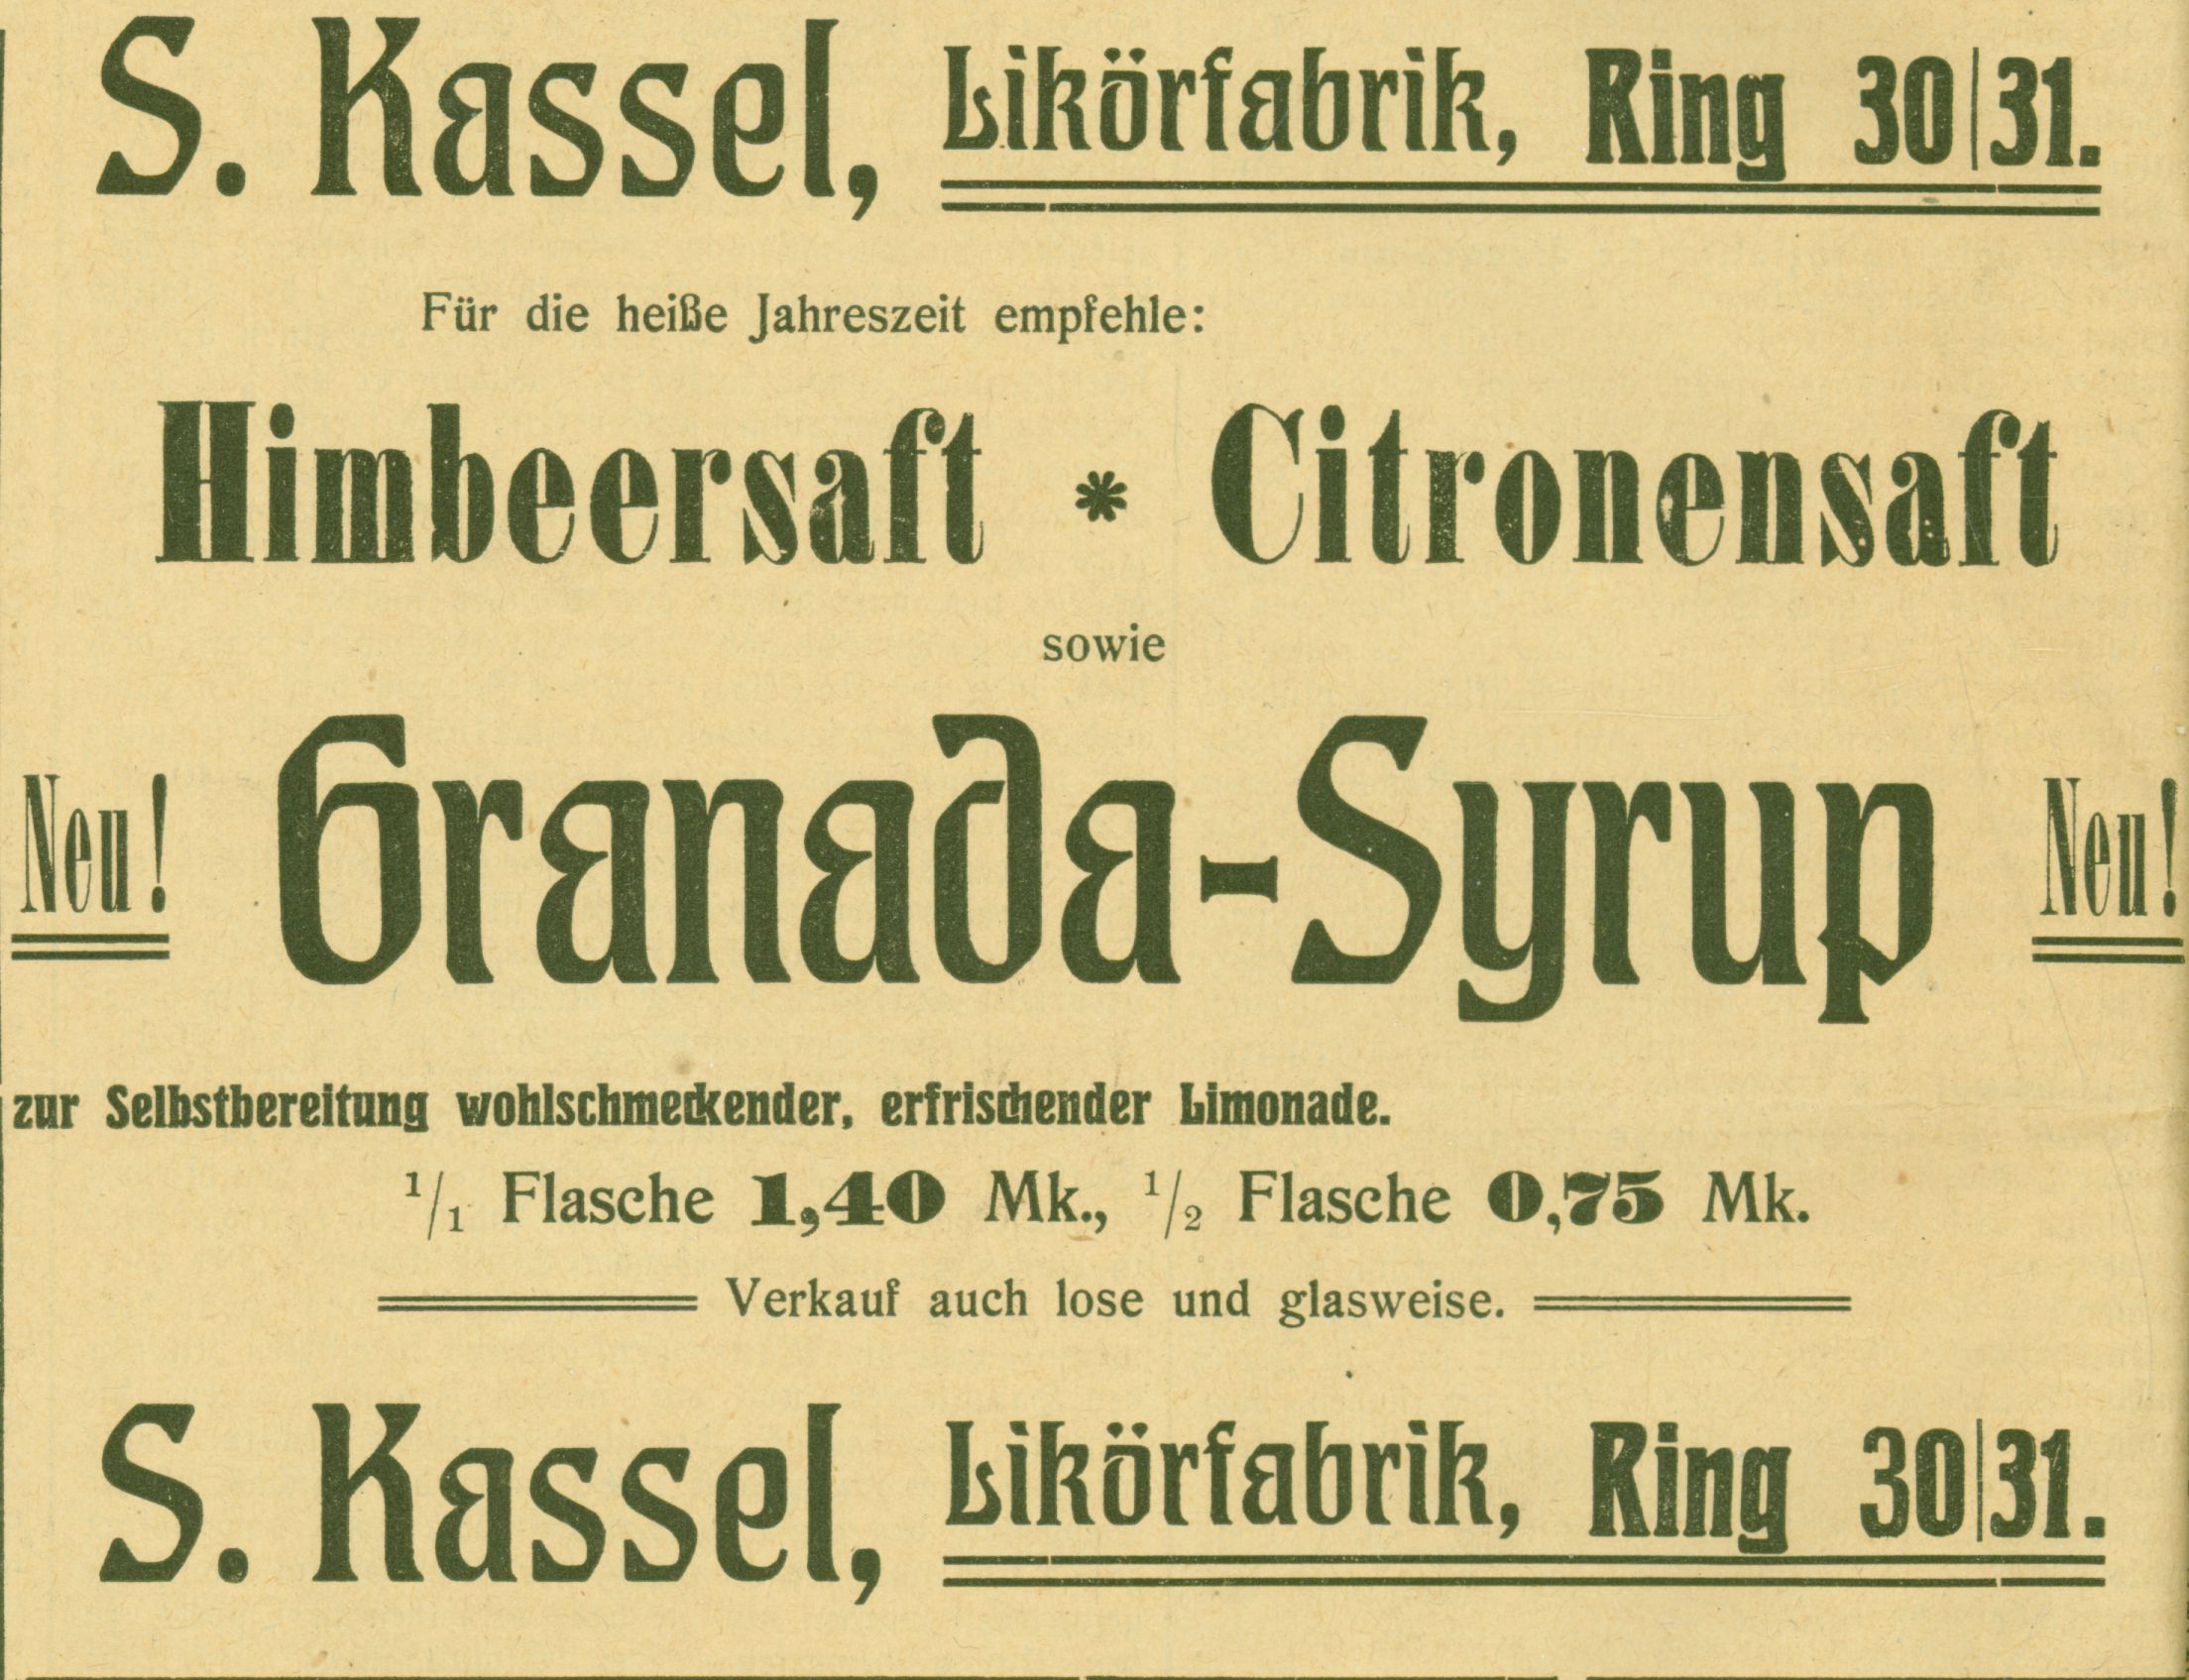 S. Kassel, Likörfabrik, Ring 30|31.
Für die heiße Jahreszeit empfehle:
Himbeersaft * Citronensaft
sowie
Neu! Granada-Syrup Neu!
zur Selbstbereitung wohlschmeckender, erfrischender Limonade.
1/1 Flasche 1,40 Mk., 1/2 Flasche 0,75 Mk.
Verkauf auch lose und glasweise.
S. Kassel, Likörfabrik, Ring 30|31.